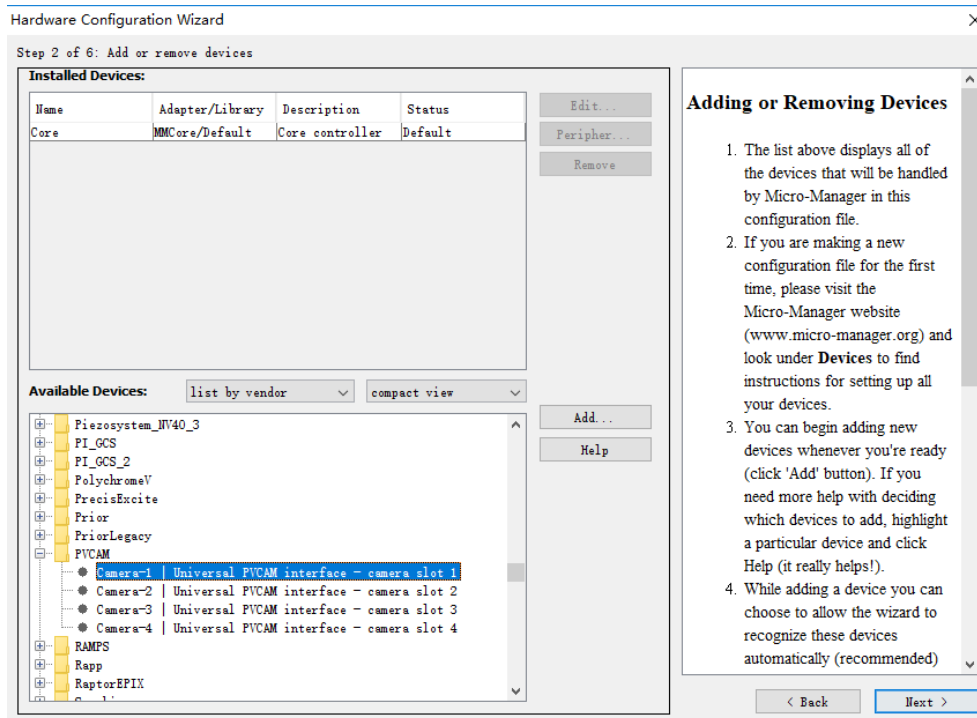 Hardware Configuration Wizard
Step 2 of 6: Add or remove devices
Installed Devices:
Name Adapter/Library Description Status
Core MMCore/Default Core controller Default
Edit...
Peripher...
Remove
Available Devices:
list by vendor
compact view
Piezosystem_NV40_3
PI_GCS
PI_GCS_2
PolychromeV
PrecisExcite
Prior
PriorLegacy
PVCAM
Camera-1 | Universal PVCAM interface - camera slot 1
Camera-2 | Universal PVCAM interface - camera slot 2
Camera-3 | Universal PVCAM interface - camera slot 3
Camera-4 | Universal PVCAM interface - camera slot 4
RAMPS
Rapp
RaptorEPIX
Add...
Help
Adding or Removing Devices
1. The list above displays all of
the devices that will be handled
by Micro-Manager in this
configuration file.
2. If you are making a new
configuration file for the first
time, please visit the
Micro-Manager website
(www.micro-manager.org) and
look under Devices to find
instructions for setting up all
your devices.
3. You can begin adding new
devices whenever you're ready
(click 'Add' button). If you
need more help with deciding
which devices to add, highlight
a particular device and click
Help (it really helps!).
4. While adding a device you can
choose to allow the wizard to
recognize these devices
automatically (recommended)
< Back
Next >